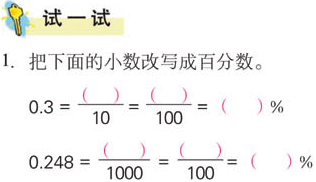 试一试
1. 把下面的小数改写成百分数。
0.3 = ( )/10 = ( )/100 = ( )%
0.248 = ( )/1000 = ( )/100 = ( )%